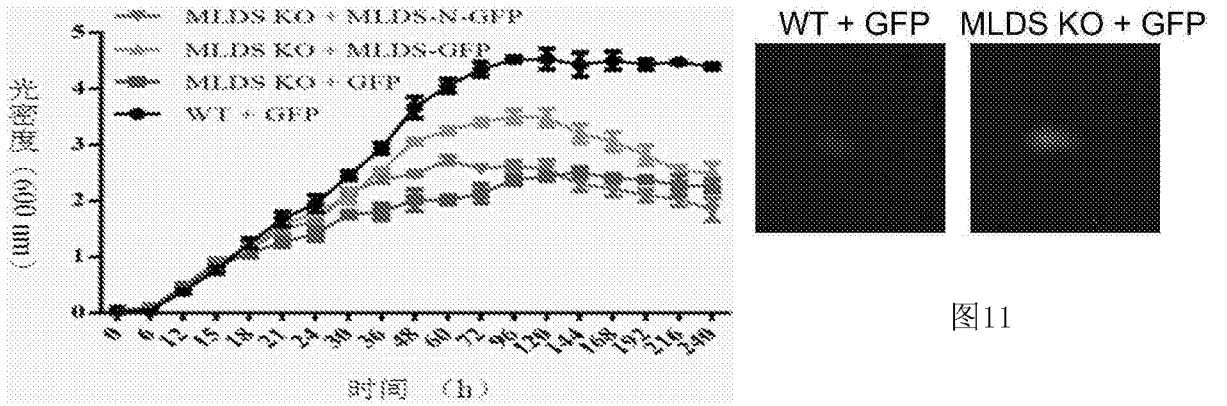 MLDS KO + MLDS-N-GFP
MLDS KO + MLDS-GFP
MLDS KO + GFP
WT + GFP
5
4
3
2
1
0
光密度 (600 nm)
0 6 12 15 18 21 24 30 36 48 60 72 96 120 144 168 192 216 240
时间 (h)
WT + GFP
MLDS KO + GFP
图11